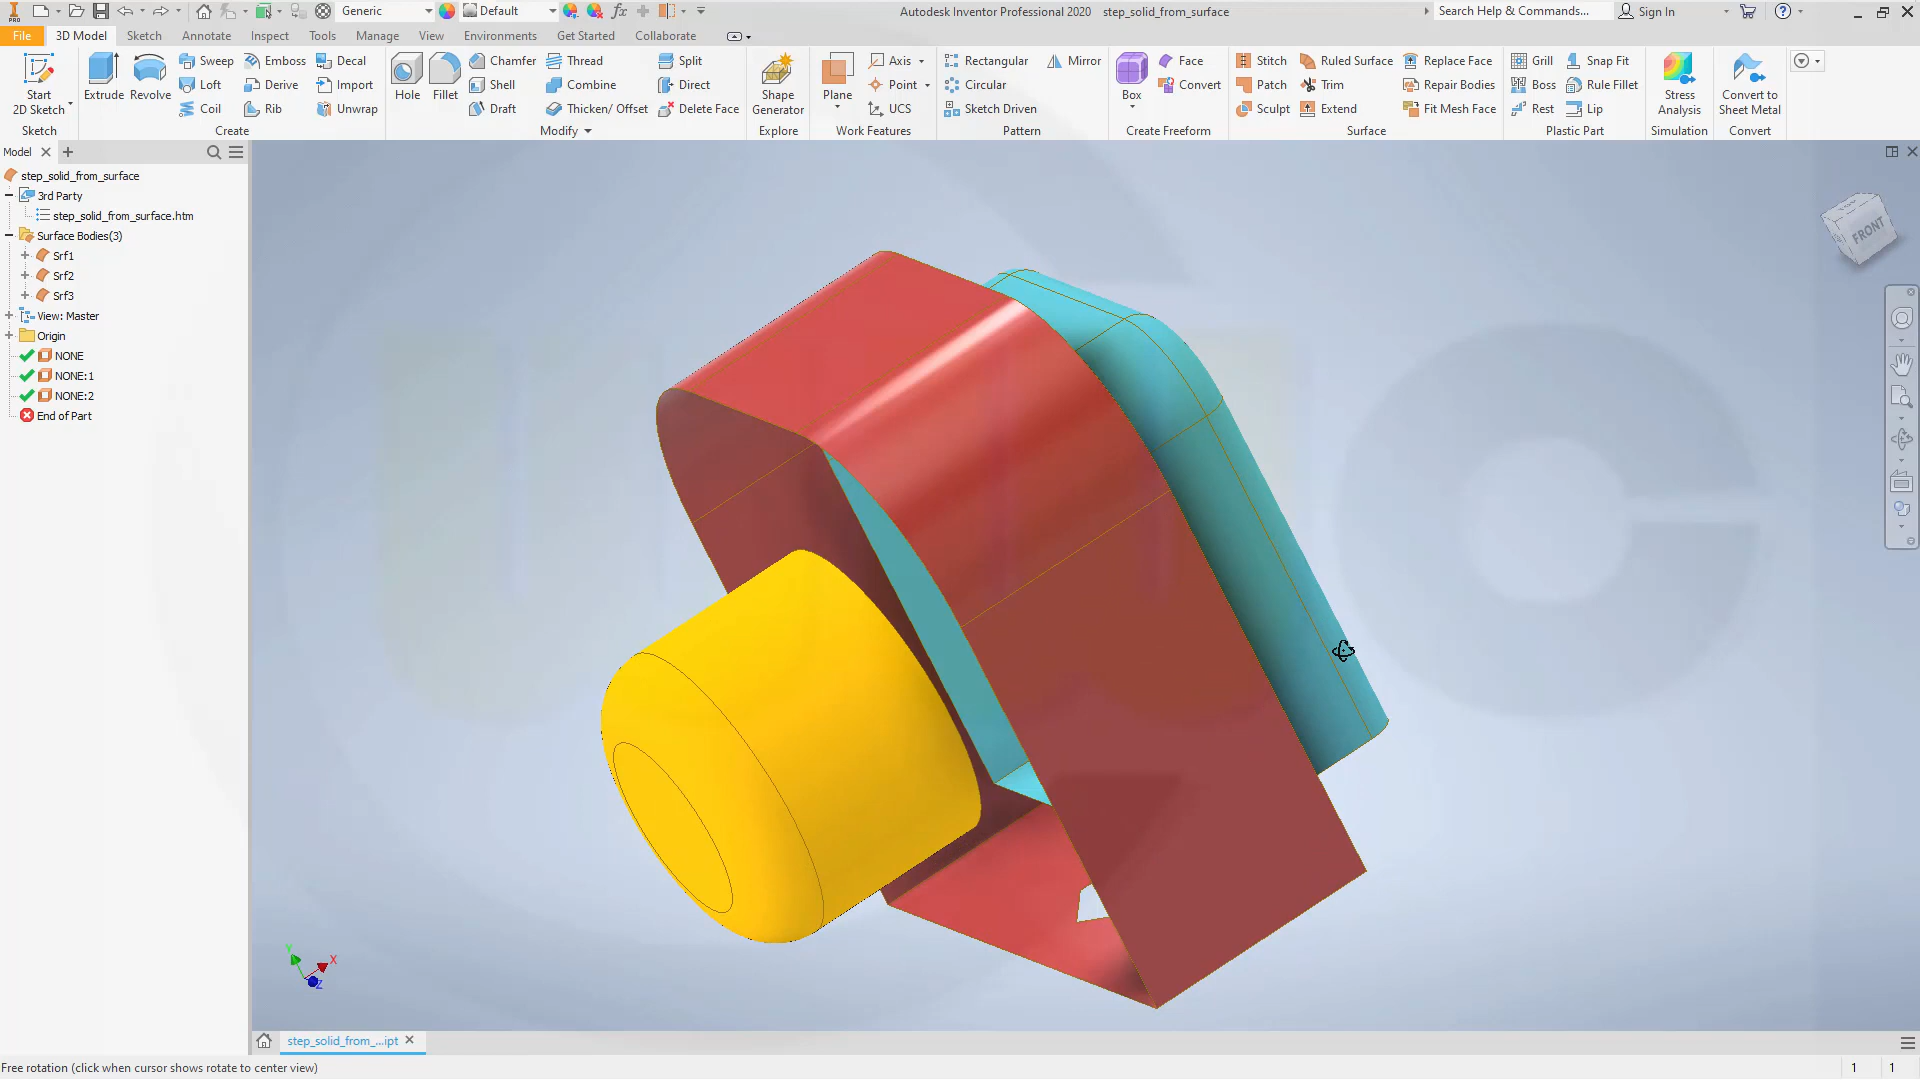 Generic
Default
Autodesk Inventor Professional 2020 step_solid_from_surface
Search Help & Commands...
Sign In
File 3D Model Sketch Annotate Inspect Tools Manage View Environments Get Started Collaborate
Start
2D Sketch
Sketch
Extrude
Revolve
Sweep
Loft
Coil
Emboss
Derive
Rib
Decal
Import
Unwrap
Create
Hole
Fillet
Chamfer
Shell
Draft
Thread
Combine
Thicken/ Offset
Split
Direct
Delete Face
Modify
Shape
Generator
Explore
Plane
Axis
Point
UCS
Work Features
Rectangular
Circular
Sketch Driven
Mirror
Pattern
Box
Face
Convert
Create Freeform
Stitch
Patch
Sculpt
Ruled Surface
Trim
Extend
Replace Face
Repair Bodies
Fit Mesh Face
Surface
Grill
Boss
Rest
Snap Fit
Rule Fillet
Lip
Plastic Part
Stress
Analysis
Simulation
Convert to
Sheet Metal
Convert
Model
step_solid_from_surface
3rd Party
step_solid_from_surface.htm
Surface Bodies(3)
Srf1
Srf2
Srf3
View: Master
Origin
NONE
NONE:1
NONE:2
End of Part
FRONT
Y
X
Z
step_solid_from_...ipt
Free rotation (click when cursor shows rotate to center view)
1 1